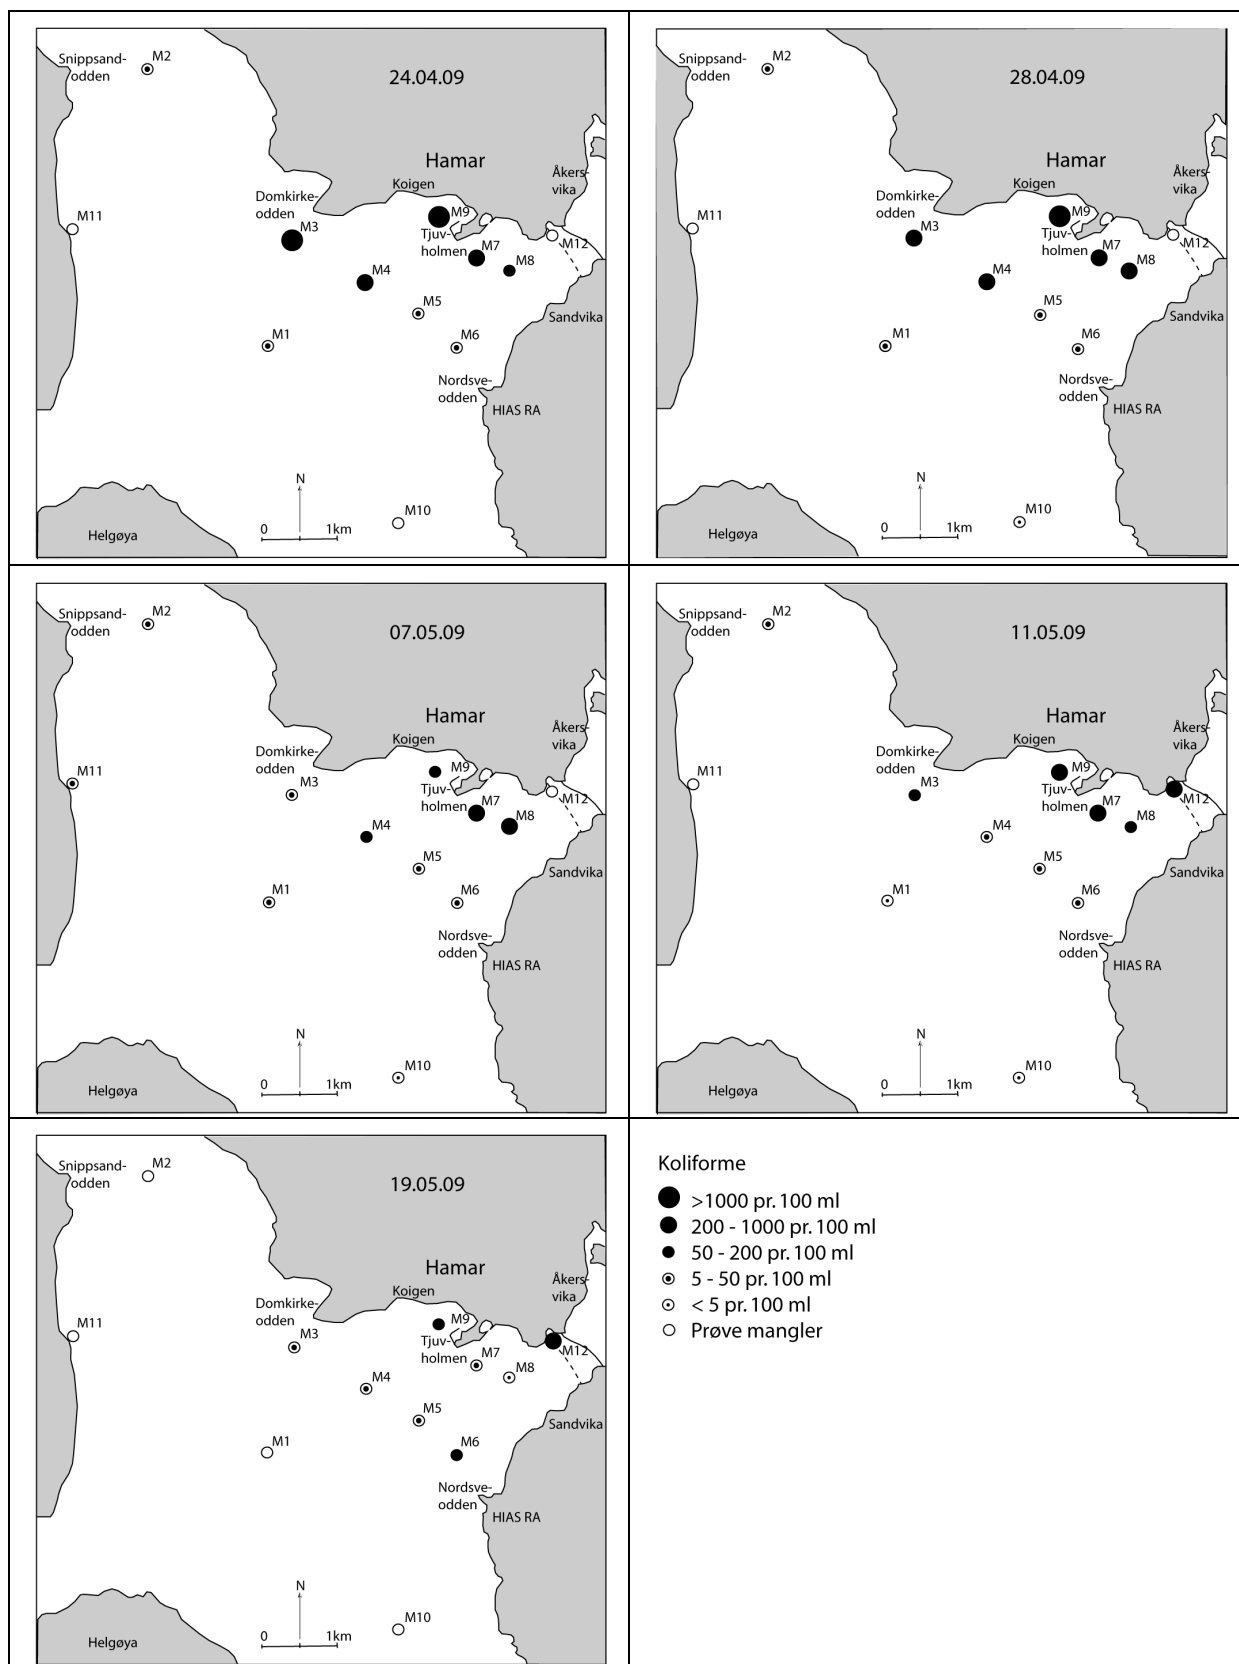 Snippsand-
odden
M2
24.04.09
Hamar
Åkers-
vika
Koigen
Domkirke-
odden
M11
M9
M3
Tjuv-
holmen
M7
M12
M8
M4
M5
Sandvika
M1
M6
Nordsve-
odden
HIAS RA
N
M10
0 1km
Helgøya
Snippsand-
odden
M2
28.04.09
Hamar
Åkers-
vika
Koigen
Domkirke-
odden
M11
M9
M3
Tjuv-
holmen
M7
M12
M8
M4
M5
Sandvika
M1
M6
Nordsve-
odden
HIAS RA
N
M10
0 1km
Helgøya
Snippsand-
odden
M2
07.05.09
Hamar
Åkers-
vika
Koigen
Domkirke-
odden
M11
M9
M3
Tjuv-
holmen
M7
M12
M8
M4
M5
Sandvika
M1
M6
Nordsve-
odden
HIAS RA
N
M10
0 1km
Helgøya
Snippsand-
odden
M2
11.05.09
Hamar
Åkers-
vika
Koigen
Domkirke-
odden
M11
M9
M3
Tjuv-
holmen
M7
M12
M8
M4
M5
Sandvika
M1
M6
Nordsve-
odden
HIAS RA
N
M10
0 1km
Helgøya
Snippsand-
odden
M2
19.05.09
Hamar
Åkers-
vika
Koigen
Domkirke-
odden
M11
M9
M3
Tjuv-
holmen
M7
M12
M8
M4
M5
Sandvika
M1
M6
Nordsve-
odden
HIAS RA
N
M10
0 1km
Helgøya
Koliforme
>1000 pr. 100 ml
200 - 1000 pr. 100 ml
50 - 200 pr. 100 ml
5 - 50 pr. 100 ml
< 5 pr. 100 ml
Prøve mangler